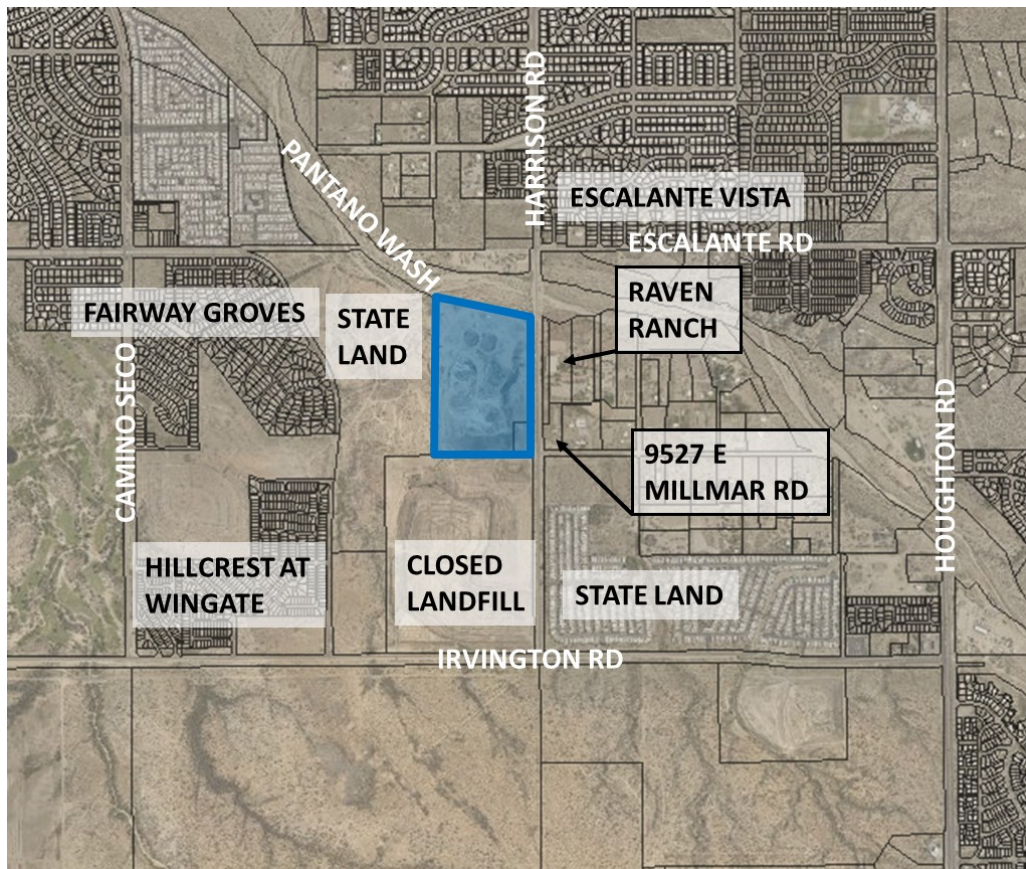 HARRISON RD
PANTANO WASH
ESCALANTE VISTA
ESCALANTE RD
RAVEN
RANCH
FAIRWAY GROVES
STATE
LAND
CAMINO SECO
HOUGHTON RD
9527 E
MILLMAR RD
HILLCREST AT
WINGATE
CLOSED
LANDFILL
STATE LAND
IRVINGTON RD